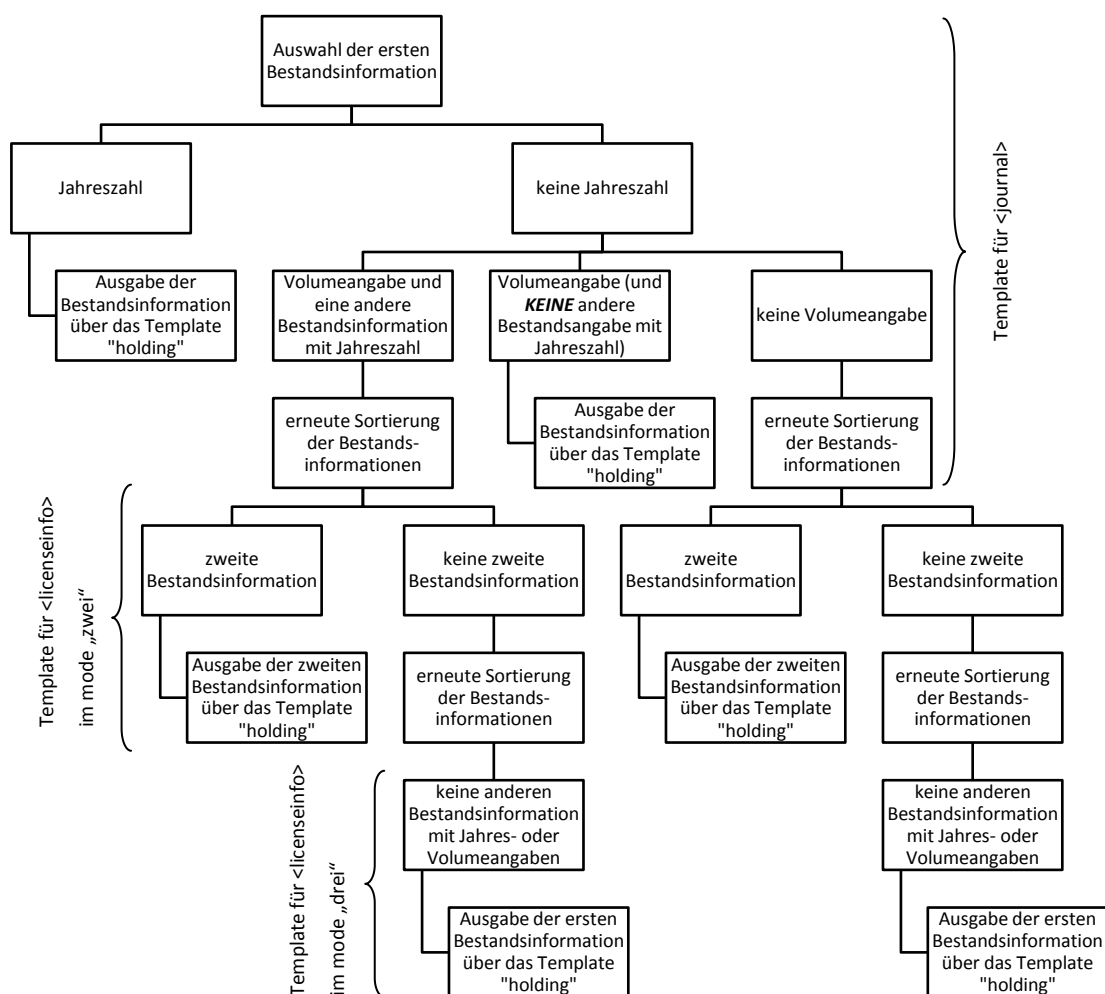 Auswahl der ersten
Bestandsinformation
Jahreszahl
keine Jahreszahl
Template für <journal>
Ausgabe der
Bestandsinformation
über das Template
"holding"
Volumeangabe und
eine andere
Bestandsinformation
mit Jahreszahl
Volumeangabe (und
KEINE andere
Bestandsangabe mit
Jahreszahl)
keine Volumeangabe
erneute Sortierung
der Bestands-
informationen
Ausgabe der
Bestandsinformation
über das Template
"holding"
erneute Sortierung
der Bestands-
informationen
Template für <licenseinfo>
im mode „zwei“
zweite
Bestandsinformation
keine zweite
Bestandsinformation
zweite
Bestandsinformation
keine zweite
Bestandsinformation
Ausgabe der zweiten
Bestandsinformation
über das Template
"holding"
erneute Sortierung
der Bestands-
informationen
Ausgabe der zweiten
Bestandsinformation
über das Template
"holding"
erneute Sortierung
der Bestands-
informationen
Template für <licenseinfo>
im mode „drei“
keine anderen
Bestandsinformation
mit Jahres- oder
Volumeangaben
keine anderen
Bestandsinformation
mit Jahres- oder
Volumeangaben
Ausgabe der ersten
Bestandsinformation
über das Template
"holding"
Ausgabe der ersten
Bestandsinformation
über das Template
"holding"